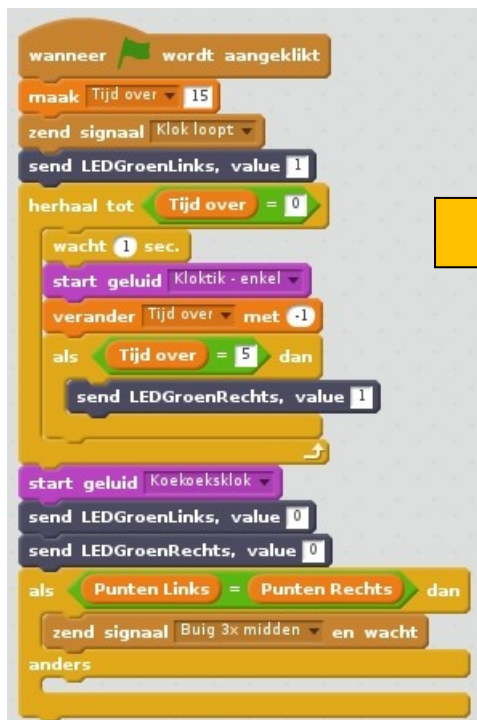 wanneer wordt aangeklikt
maak Tijd over 15
zend signaal Klok loopt
send LEDGroenLinks, value 1
herhaal tot Tijd over = 0
wacht 1 sec.
start geluid Kloktik - enkel
verander Tijd over met -1
als Tijd over = 5 dan
send LEDGroenRechts, value 1
start geluid Koekoeksklok
send LEDGroenLinks, value 0
send LEDGroenRechts, value 0
als Punten Links = Punten Rechts dan
zend signaal Buig 3x midden en wacht
anders